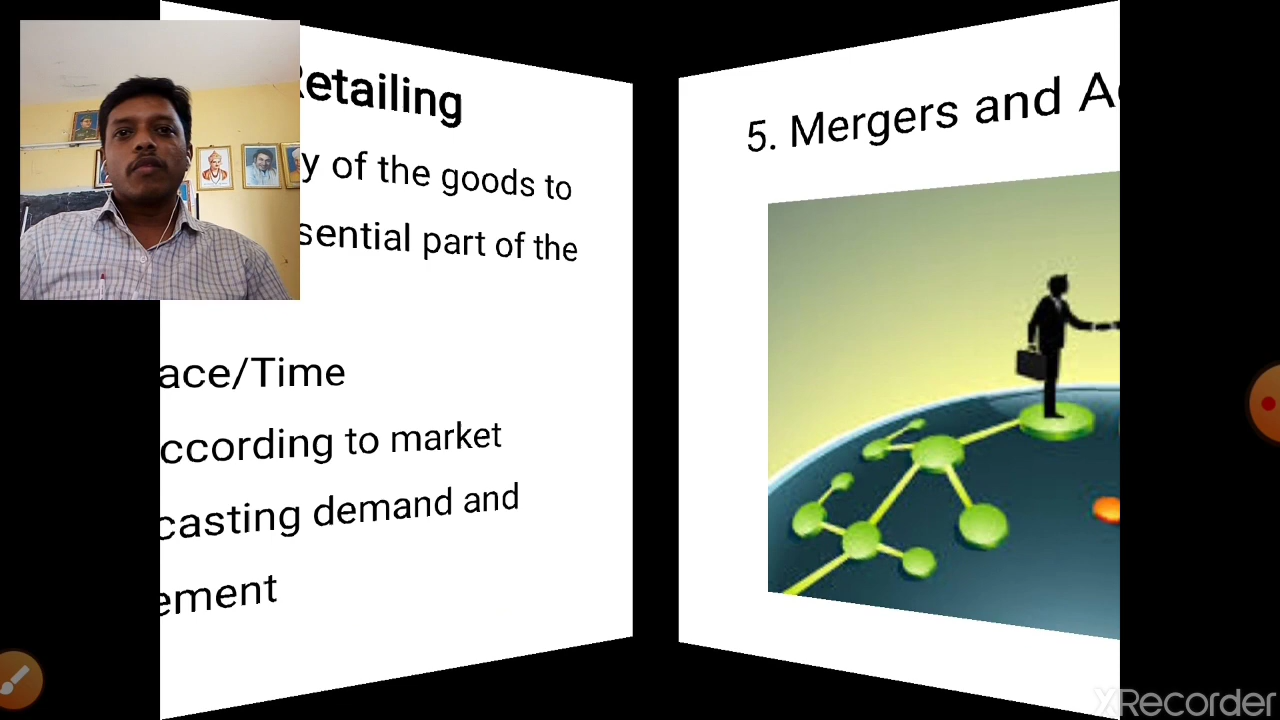 etailing
y of the goods to
sential part of the
ace/Time
ccording to market
casting demand and
ement
5. Mergers and A
XRecorder